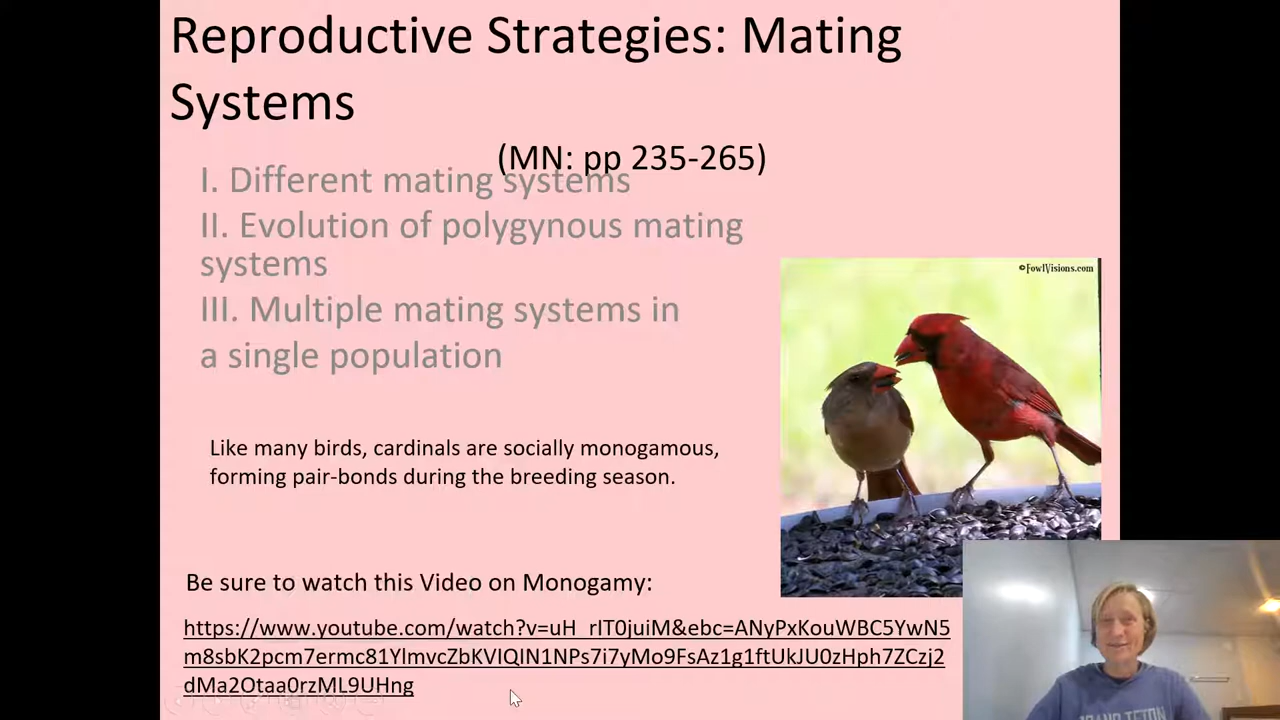 Reproductive Strategies: Mating
Systems
(MN: pp 235-265)
I. Different mating systems
II. Evolution of polygynous mating
systems
III. Multiple mating systems in
a single population
©FowlVisions.com
Like many birds, cardinals are socially monogamous,
forming pair-bonds during the breeding season.
Be sure to watch this Video on Monogamy:
https://www.youtube.com/watch?v=uH_rIT0juiM&ebc=ANyPxKouWBC5YwN5
m8sbK2pcm7ermc81YlmvcZbKVIQIN1NPs7i7yMo9FsAz1g1ftUkJU0zHph7ZCzj2
dMa2Otaa0rzML9UHng
TETON